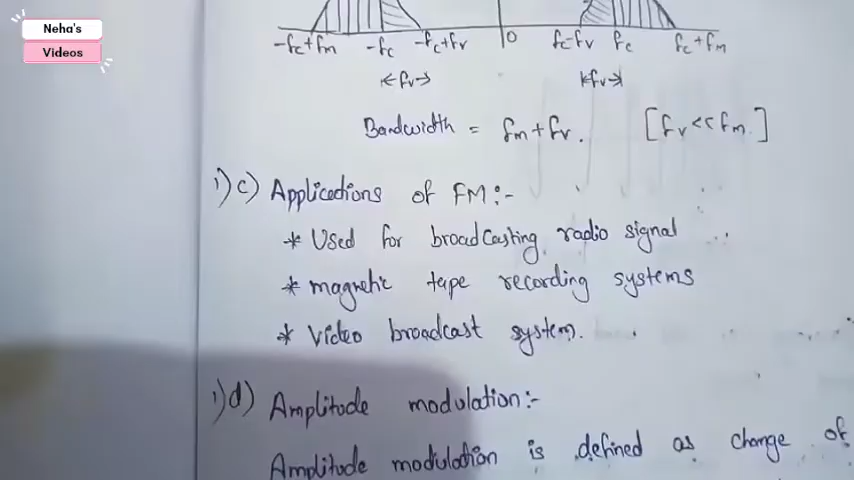 Neha's
Videos
-fc+fm -fc -fc+fv 0 fc-fv fc fc+fm
<fv> <fv>
Bandwidth = fm+fv. [fv<<fm.]
1)c) Applications of FM:-
* Used for broadcasting radio signal
* magnetic tape recording systems
* Video broadcast system.
1)d) Amplitude modulation:-
Amplitude modulation is defined as change of